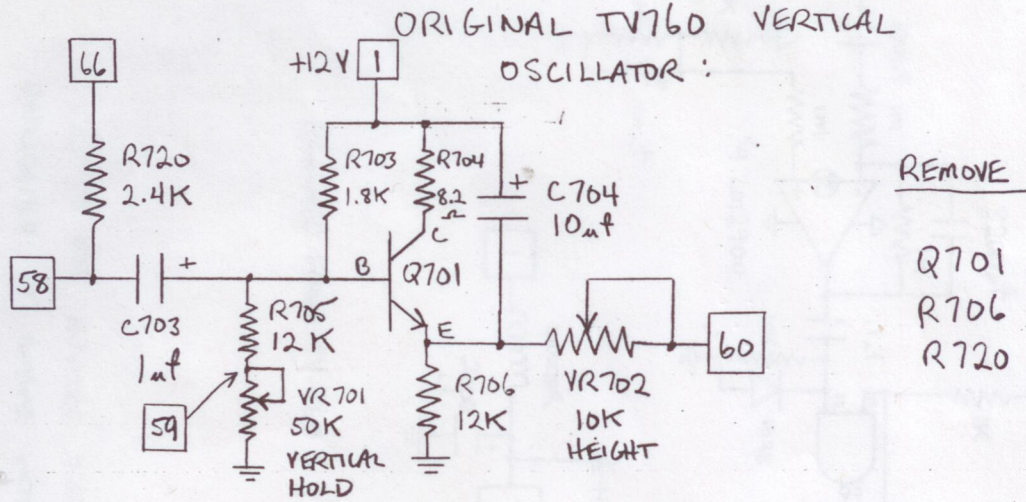 ORIGINAL TV760 VERTICAL
OSCILLATOR:
66
+12V 1
R720
2.4K
R703
1.8K
R704
8.2
Ω
C
+
C704
10uf
REMOVE
Q701
R706
R720
58
+
C703
1uf
B
Q701
E
R705
12K
59
VR701
50K
VERTICAL
HOLD
R706
12K
VR702
10K
HEIGHT
60